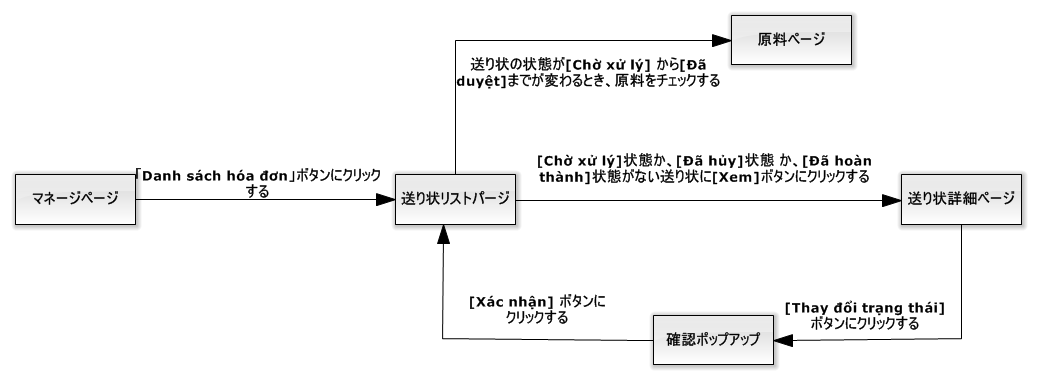 原料ページ
送り状の状態が[Chờ xử lý] から[Đã
duyệt]までが変わるとき、原料をチェックする
「Danh sách hóa đơn」ボタンにクリック
する
[Chờ xử lý]状態か、[Đã hủy]状態 か、[Đã hoàn
thành]状態がない送り状に[Xem]ボタンにクリックする
マネージページ
送り状リストパージ
送り状詳細ページ
[Xác nhận] ボタンに
クリックする
[Thay đổi trạng thái]
ボタンにクリックする
確認ポップアップ